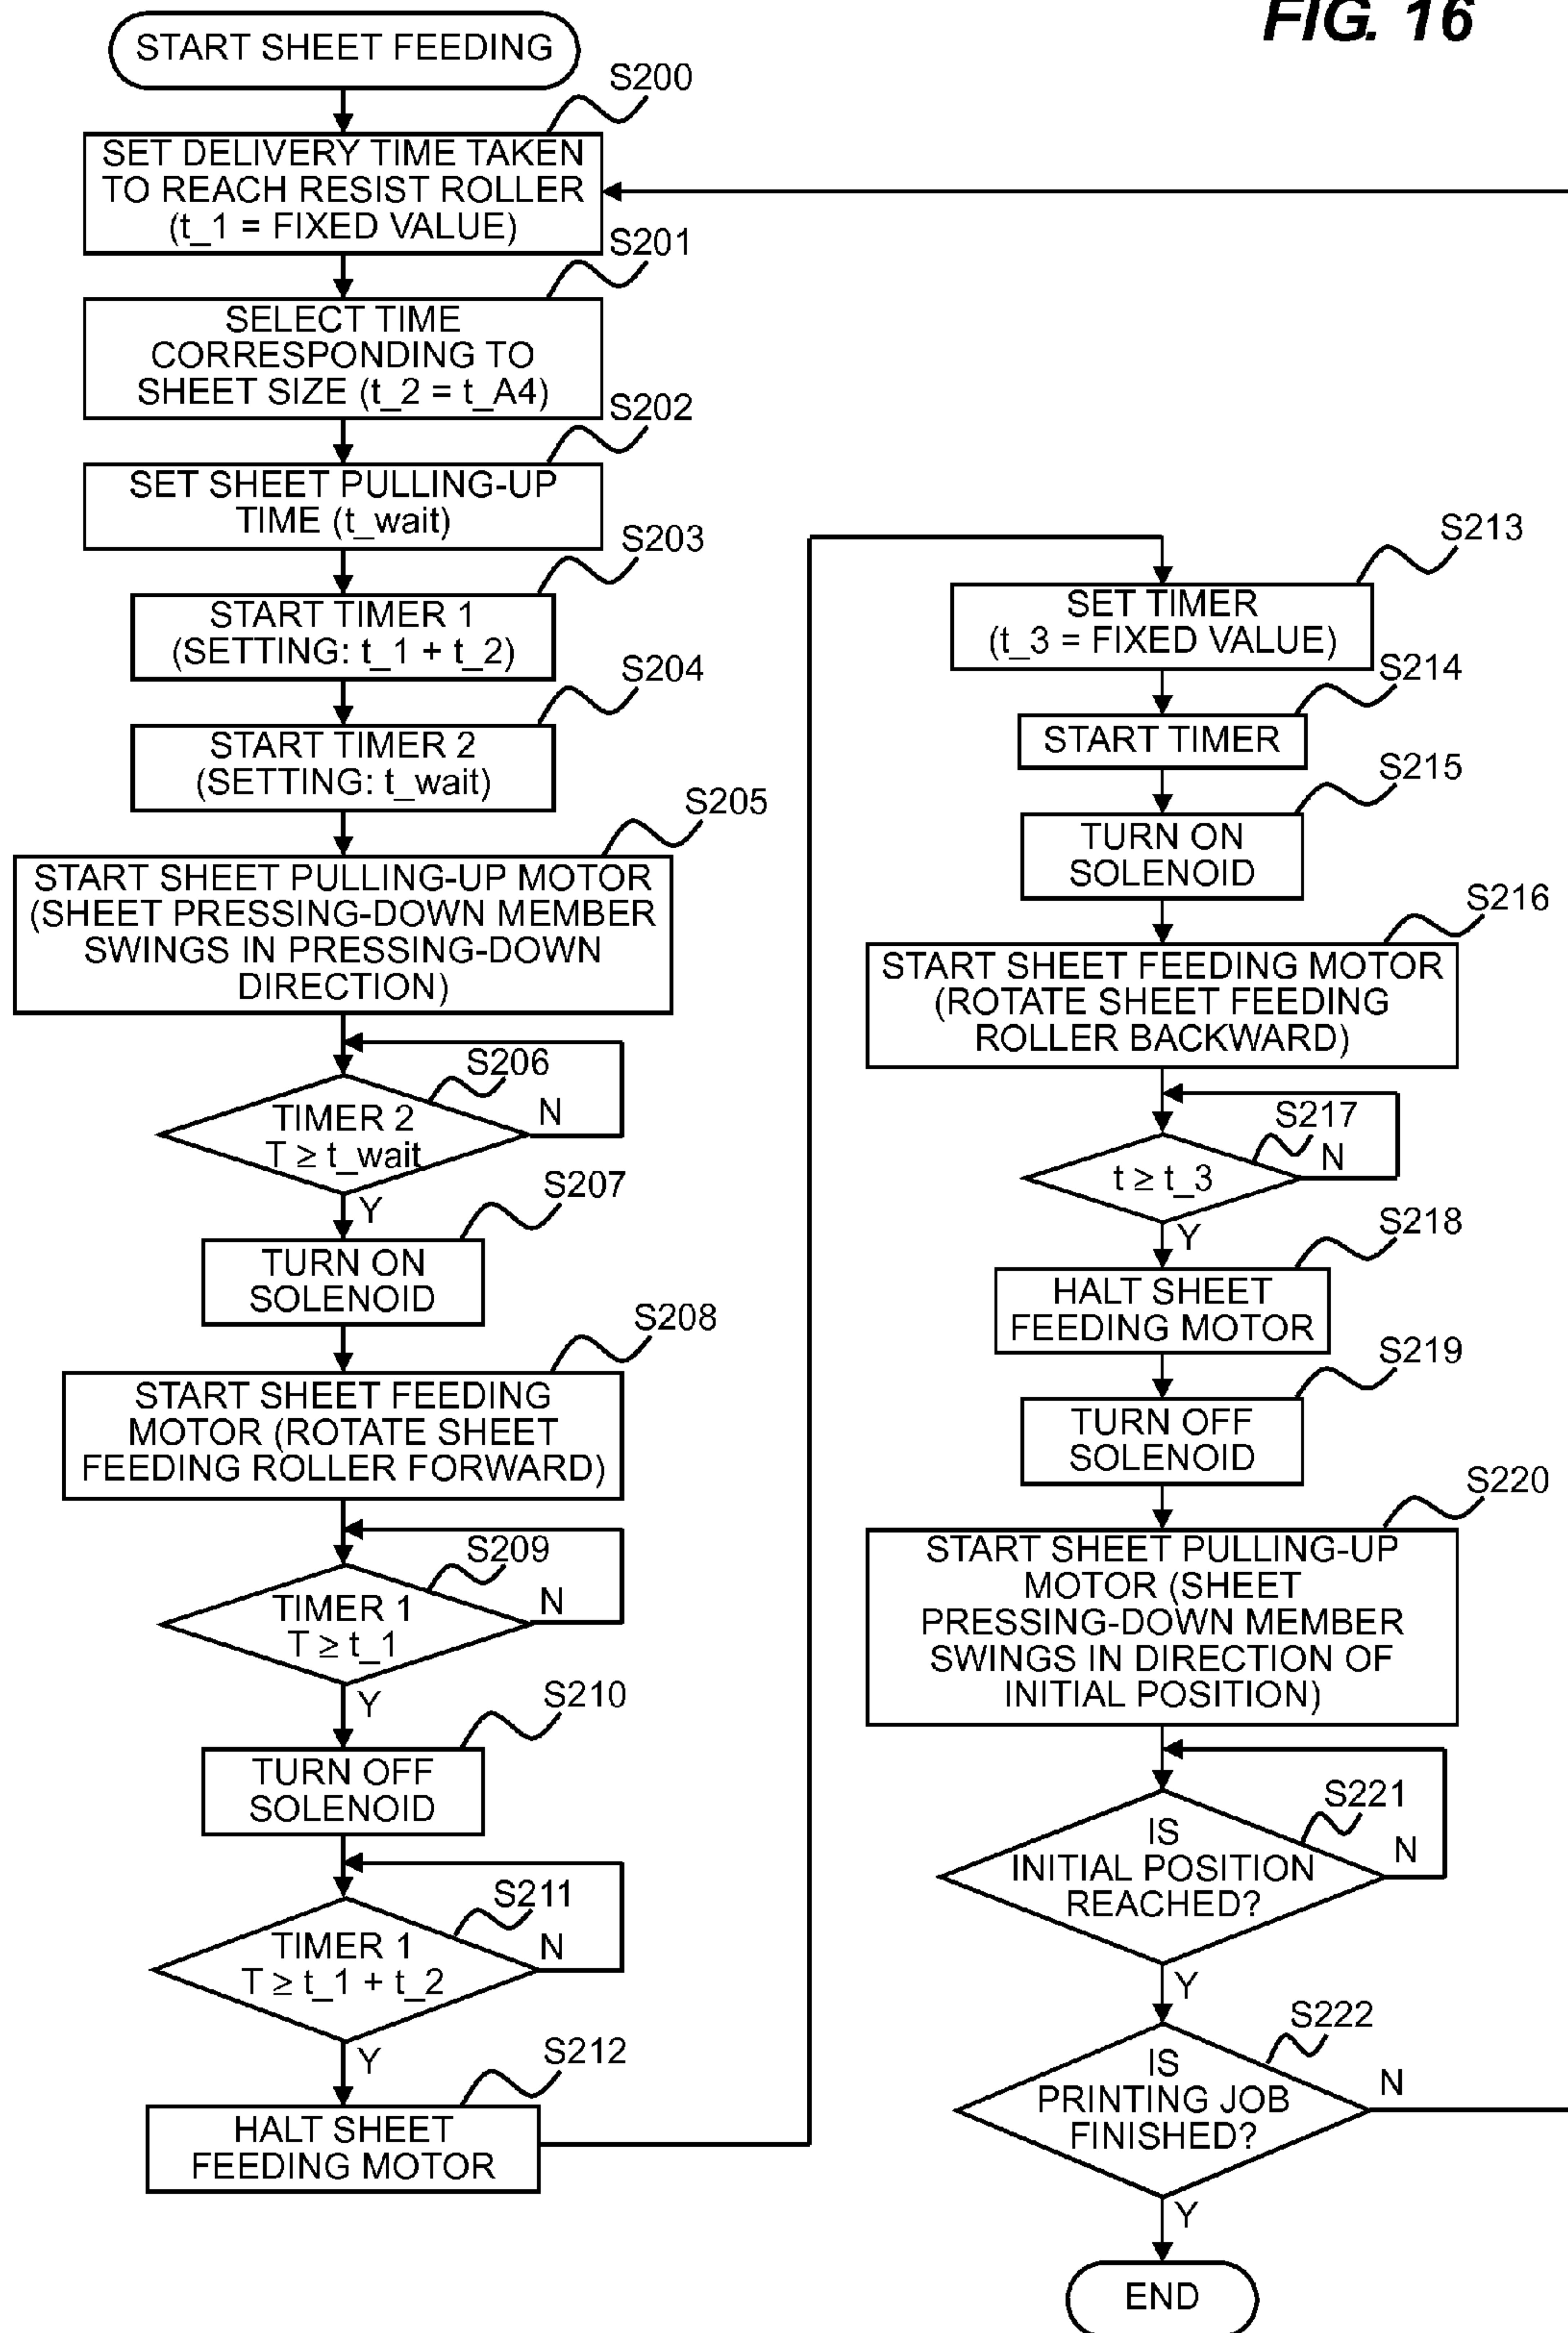 FIG. 16
START SHEET FEEDING
S200
SET DELIVERY TIME TAKEN
TO REACH RESIST ROLLER
(t_1 = FIXED VALUE)
S201
SELECT TIME
CORRESPONDING TO
SHEET SIZE (t_2 = t_A4)
S202
SET SHEET PULLING-UP
TIME (t_wait)
S203
START TIMER 1
(SETTING: t_1 + t_2)
S204
START TIMER 2
(SETTING: t_wait)
S205
START SHEET PULLING-UP MOTOR
(SHEET PRESSING-DOWN MEMBER
SWINGS IN PRESSING-DOWN
DIRECTION)
S206
TIMER 2
T ≥ t_wait
N
Y
S207
TURN ON
SOLENOID
S208
START SHEET FEEDING
MOTOR (ROTATE SHEET
FEEDING ROLLER FORWARD)
S209
TIMER 1
T ≥ t_1
N
Y
S210
TURN OFF
SOLENOID
S211
TIMER 1
T ≥ t_1 + t_2
N
Y
S212
HALT SHEET
FEEDING MOTOR
S213
SET TIMER
(t_3 = FIXED VALUE)
S214
START TIMER
S215
TURN ON
SOLENOID
S216
START SHEET FEEDING MOTOR
(ROTATE SHEET FEEDING
ROLLER BACKWARD)
S217
t ≥ t_3
N
Y
S218
HALT SHEET
FEEDING MOTOR
S219
TURN OFF
SOLENOID
S220
START SHEET PULLING-UP
MOTOR (SHEET
PRESSING-DOWN MEMBER
SWINGS IN DIRECTION OF
INITIAL POSITION)
S221
IS
INITIAL POSITION
REACHED?
N
Y
S222
IS
PRINTING JOB
FINISHED?
N
Y
END